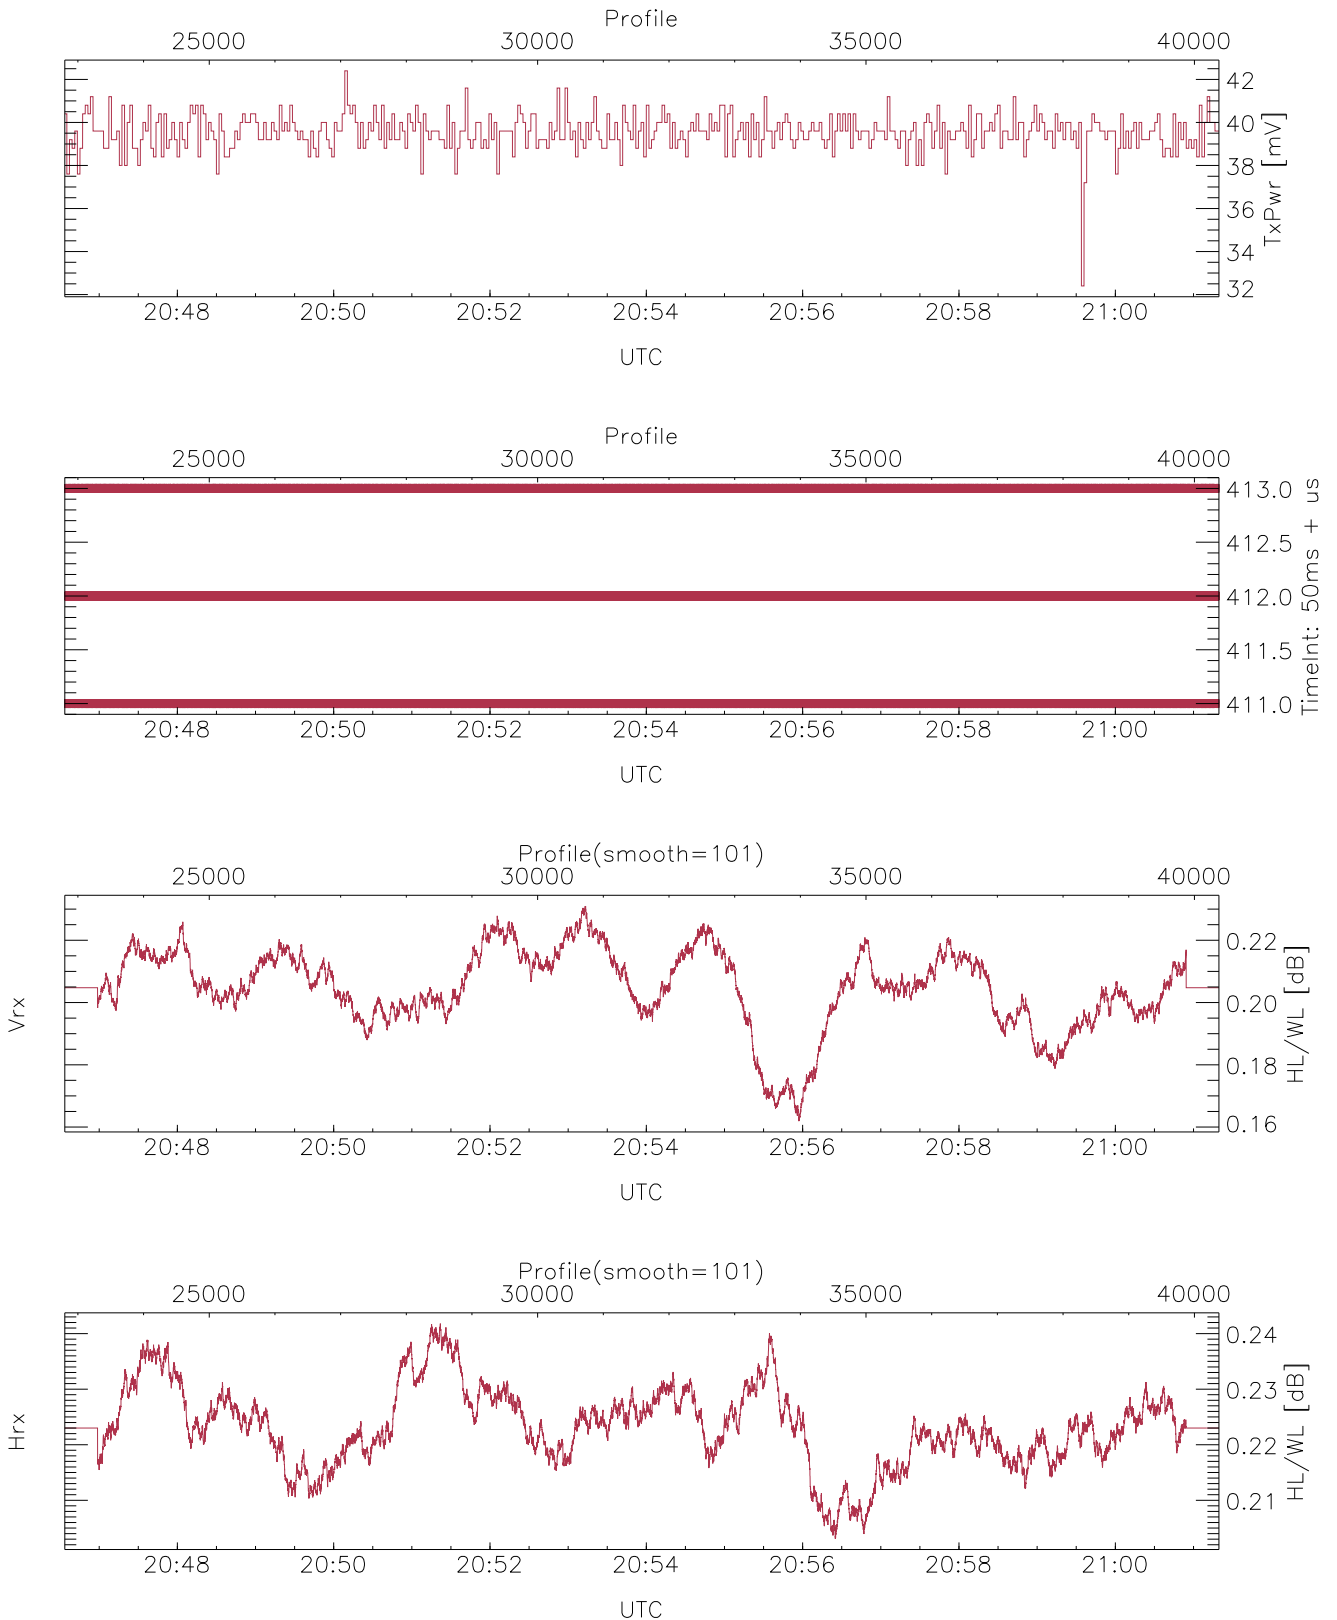 Profile
25000 30000 35000 40000
42
40
38
36
34
32
TxPwr [mV]
20:48 20:50 20:52 20:54 20:56 20:58 21:00
UTC
Profile
25000 30000 35000 40000
413.0
412.5
412.0
411.5
411.0
TimeInt: 50ms + us
20:48 20:50 20:52 20:54 20:56 20:58 21:00
UTC
Profile(smooth=101)
25000 30000 35000 40000
Vrx
0.22
0.20
0.18
0.16
HL/WL [dB]
20:48 20:50 20:52 20:54 20:56 20:58 21:00
UTC
Profile(smooth=101)
25000 30000 35000 40000
Hrx
0.24
0.23
0.22
0.21
HL/WL [dB]
20:48 20:50 20:52 20:54 20:56 20:58 21:00
UTC